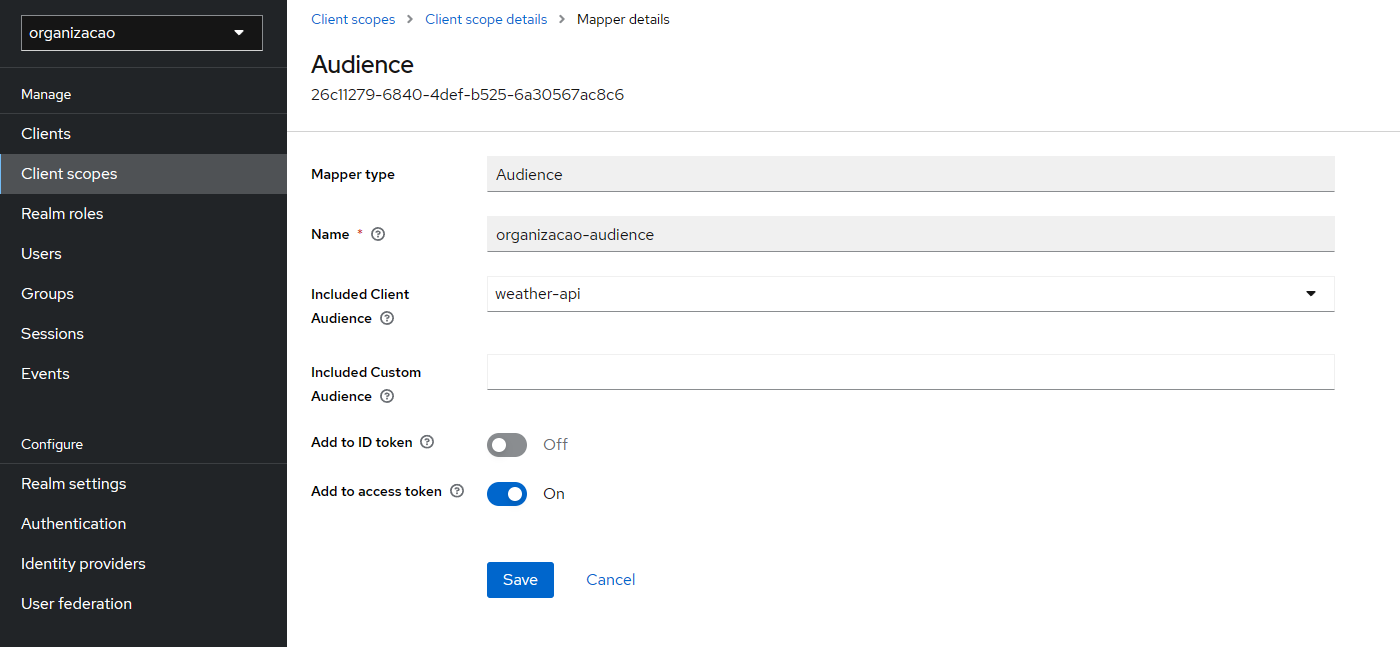 organizacao
Manage
Clients
Client scopes
Realm roles
Users
Groups
Sessions
Events
Configure
Realm settings
Authentication
Identity providers
User federation
Client scopes > Client scope details > Mapper details
Audience
26c11279-6840-4def-b525-6a30567ac8c6
Mapper type
Audience
Name * ?
organizacao-audience
Included Client
Audience ?
weather-api
Included Custom
Audience ?
Add to ID token ?
Off
Add to access token ?
On
Save
Cancel